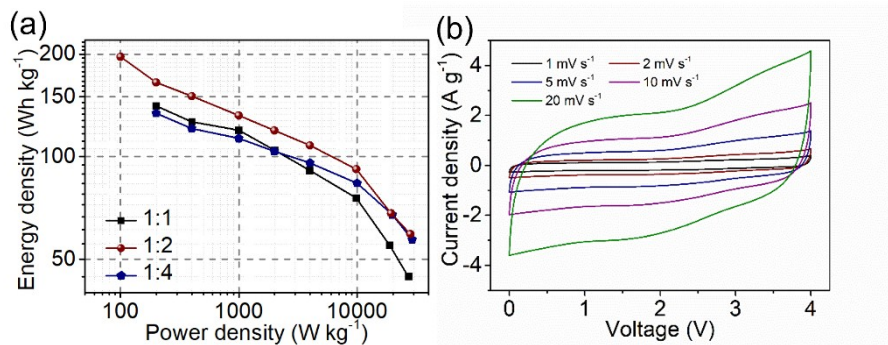 (a)
Energy density (Wh kg⁻¹)
200
150
100
50
1:1
1:2
1:4
100
1000
10000
Power density (W kg⁻¹)
(b)
Current density (A g⁻¹)
4
2
0
-2
-4
1 mV s⁻¹
2 mV s⁻¹
5 mV s⁻¹
10 mV s⁻¹
20 mV s⁻¹
0
1
2
3
4
Voltage (V)